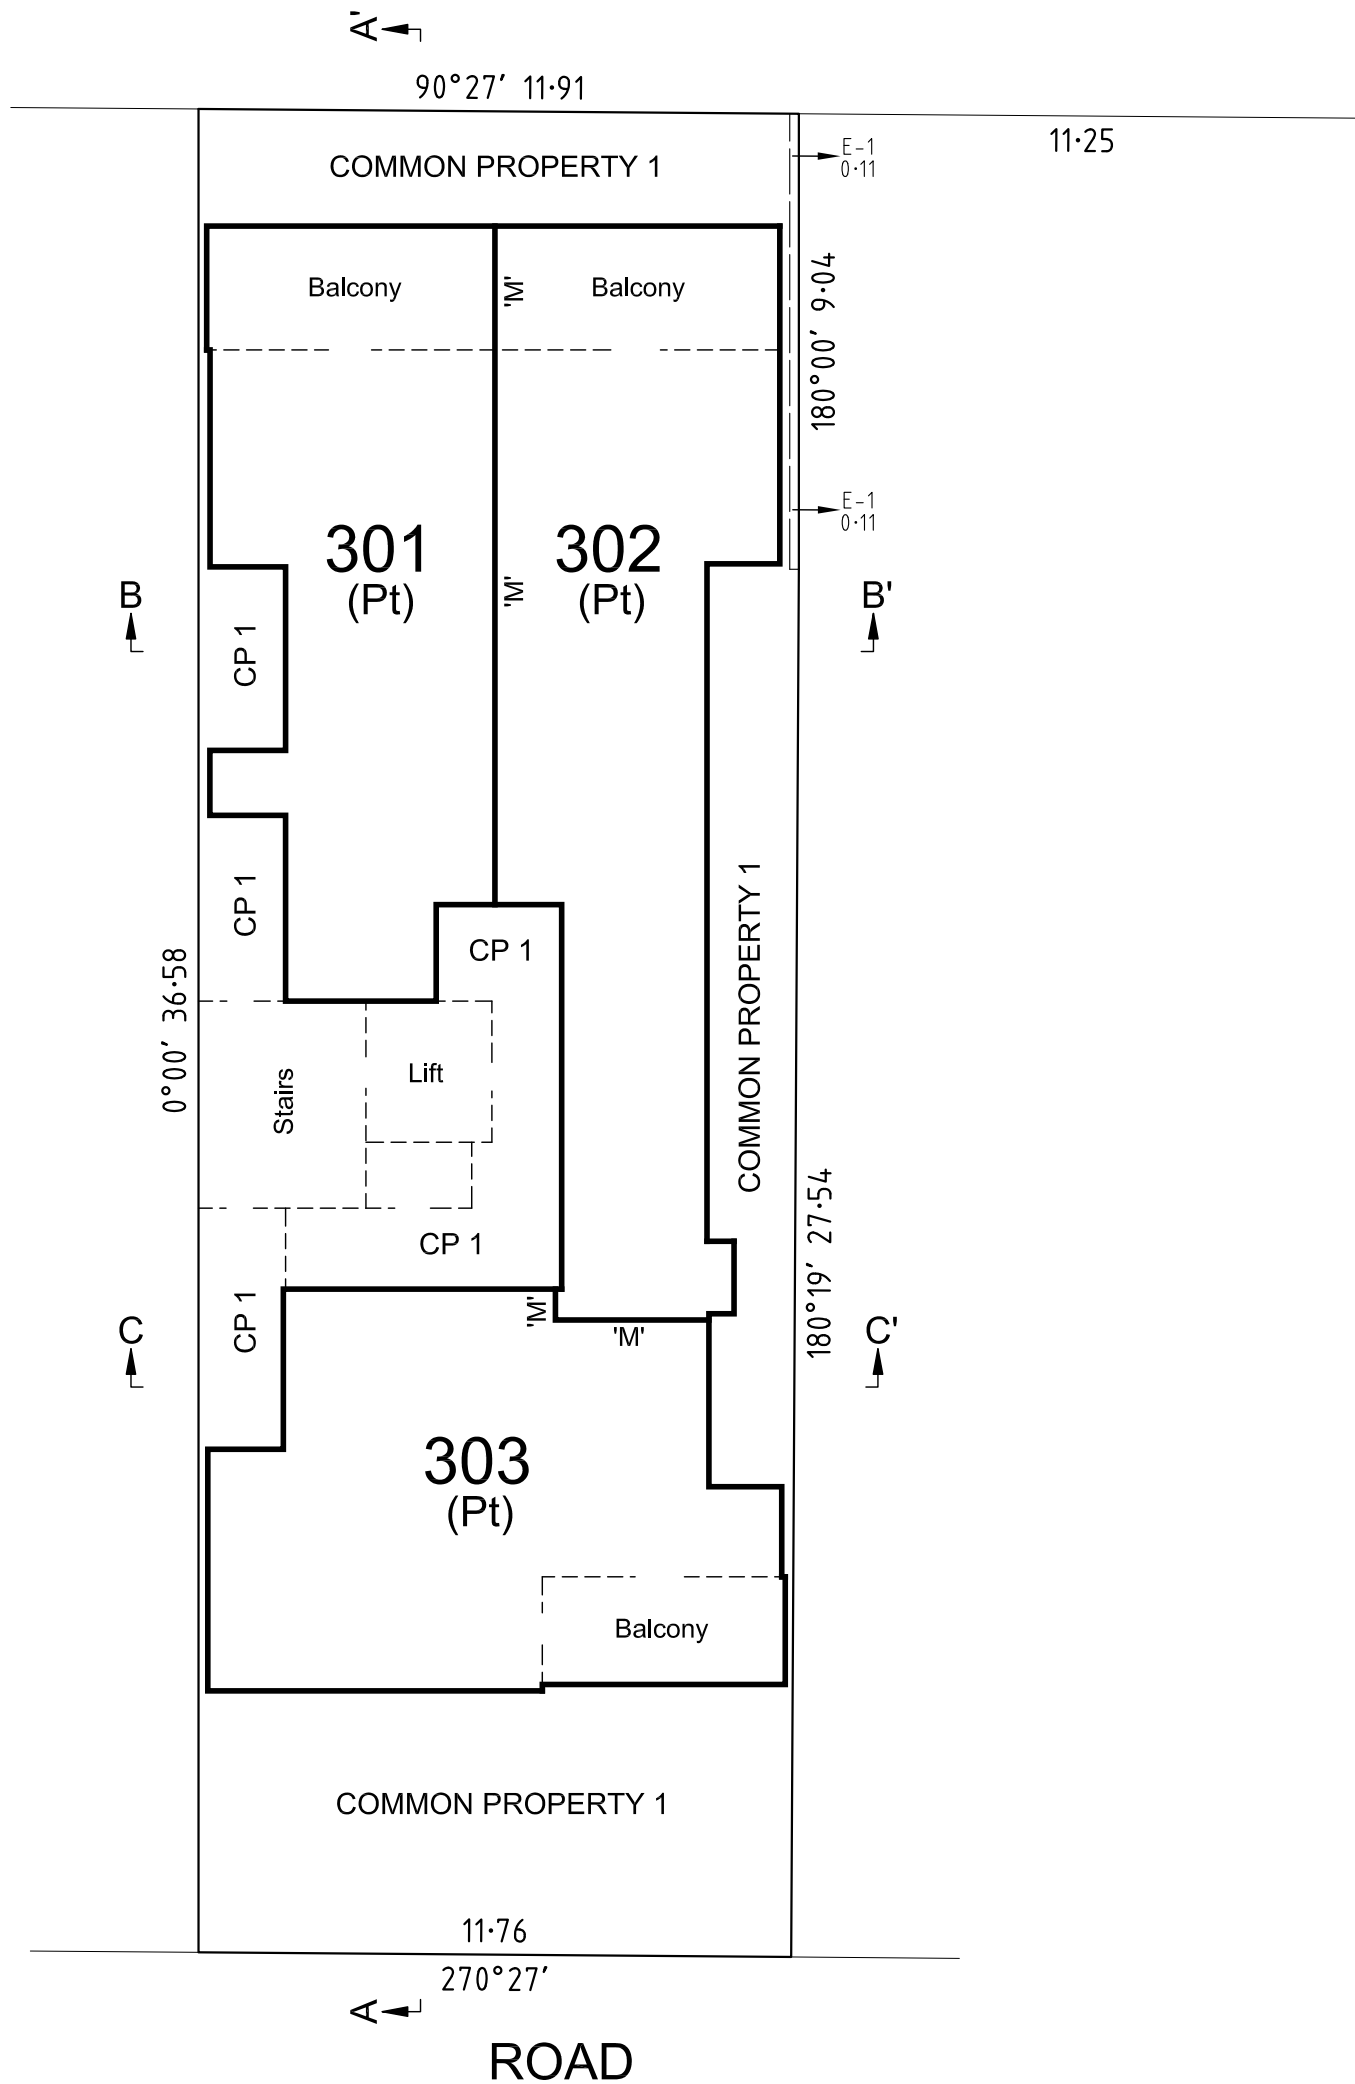 A'
90°27' 11·91
11·25
COMMON PROPERTY 1
E-1
0·11
Balcony
'M'
Balcony
180°00' 9·04
E-1
0·11
301
(Pt)
302
(Pt)
'M'
B
B'
CP 1
CP 1
CP 1
COMMON PROPERTY 1
0°00' 36·58
Stairs
Lift
CP 1
180°19' 27·54
CP 1
'M'
'M'
C
C'
303
(Pt)
Balcony
COMMON PROPERTY 1
11·76
270°27'
A
ROAD